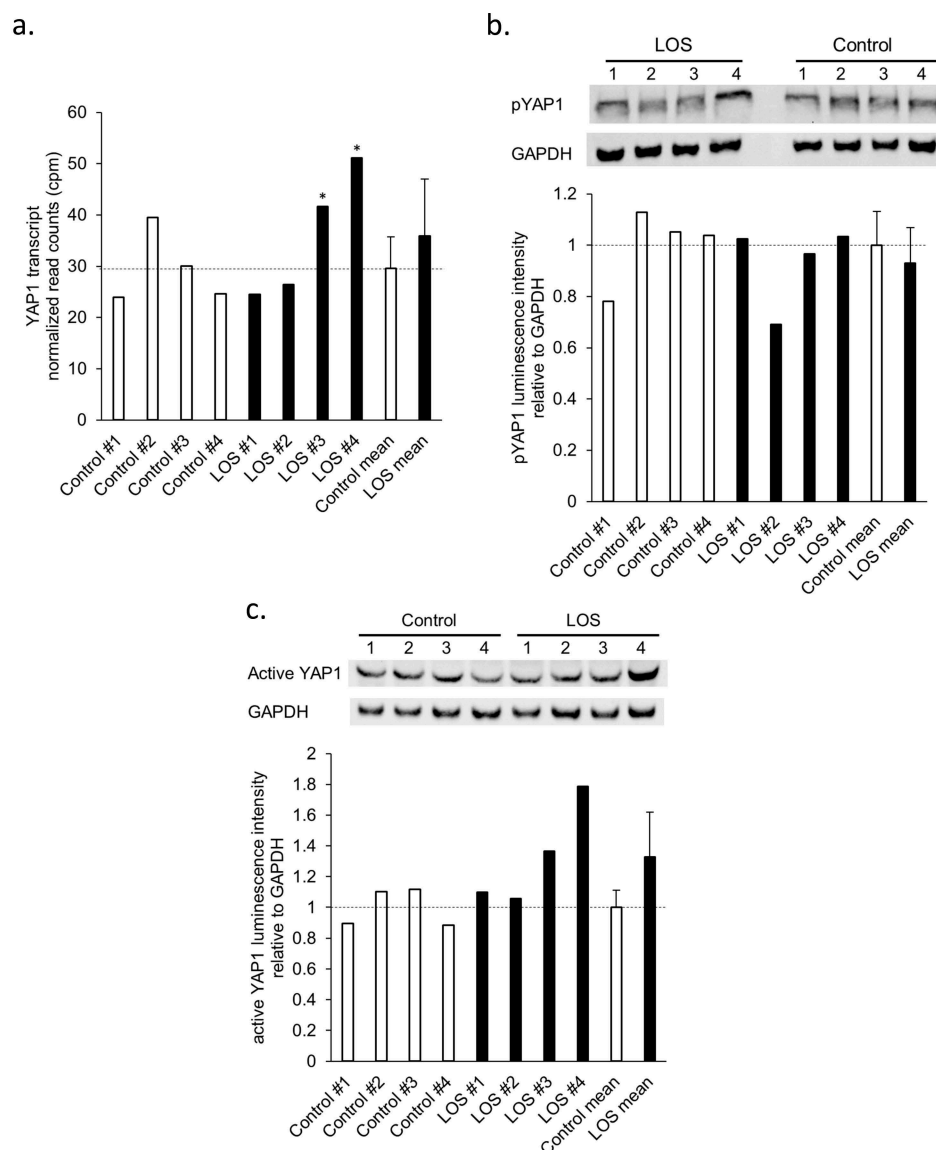 a.
YAP1 transcript
normalized read counts (cpm)
60
50
40
30
20
10
0
*
*
Control #1
Control #2
Control #3
Control #4
LOS #1
LOS #2
LOS #3
LOS #4
Control mean
LOS mean
b.
LOS Control
1 2 3 4 1 2 3 4
pYAP1
GAPDH
pYAP1 luminescence intensity
relative to GAPDH
1.2
1
0.8
0.6
0.4
0.2
0
Control #1
Control #2
Control #3
Control #4
LOS #1
LOS #2
LOS #3
LOS #4
Control mean
LOS mean
c.
Control LOS
1 2 3 4 1 2 3 4
Active YAP1
GAPDH
active YAP1 luminescence intensity
relative to GAPDH
2
1.8
1.6
1.4
1.2
1
0.8
0.6
0.4
0.2
0
Control #1
Control #2
Control #3
Control #4
LOS #1
LOS #2
LOS #3
LOS #4
Control mean
LOS mean